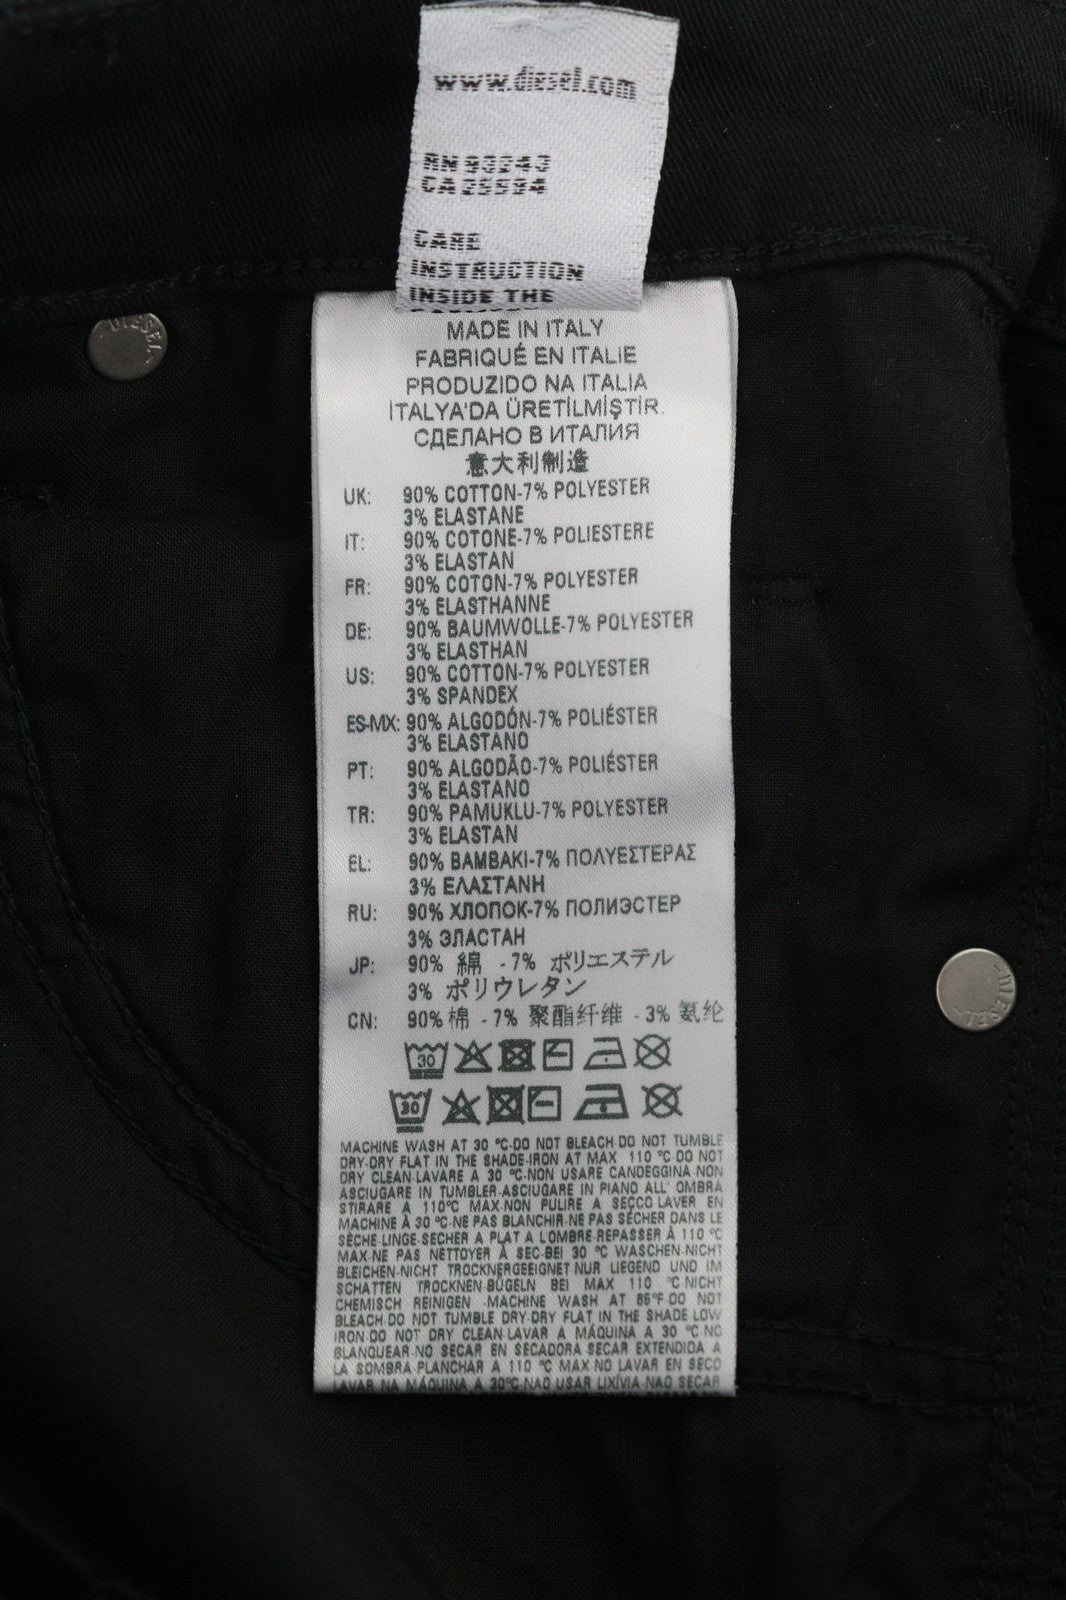 www.diesel.com
RN 93243
CA 25594
CARE
INSTRUCTION
INSIDE THE
MADE IN ITALY
FABRIQUÉ EN ITALIE
PRODUZIDO NA ITALIA
İTALYA'DA ÜRETİLMİŞTİR.
СДЕЛАНО В ИТАЛИЯ
意大利制造
UK: 90% COTTON-7% POLYESTER
3% ELASTANE
IT: 90% COTONE-7% POLIESTERE
3% ELASTAN
FR: 90% COTON-7% POLYESTER
3% ELASTHANNE
DE: 90% BAUMWOLLE-7% POLYESTER
3% ELASTHAN
US: 90% COTTON-7% POLYESTER
3% SPANDEX
ES-MX: 90% ALGODÓN-7% POLIÉSTER
3% ELASTANO
PT: 90% ALGODÃO-7% POLIÉSTER
3% ELASTANO
TR: 90% PAMUKLU-7% POLYESTER
3% ELASTAN
EL: 90% ΒΑΜΒΑΚΙ-7% ΠΟΛΥΕΣΤΕΡΑΣ
3% ΕΛΑΣΤΑΝΗ
RU: 90% ХЛОПОК-7% ПОЛИЭСТЕР
3% ЭЛАСТАН
JP: 90% 綿 - 7% ポリエステル
3% ポリウレタン
CN: 90% 棉 - 7% 聚酯纤维 - 3% 氨纶
30
30
MACHINE WASH AT 30 °C-DO NOT BLEACH-DO NOT TUMBLE
DRY-DRY FLAT IN THE SHADE-IRON AT MAX 110 °C-DO NOT
DRY CLEAN-LAVARE A 30 °C-NON USARE CANDEGGINA-NON
ASCIUGARE IN TUMBLER-ASCIUGARE IN PIANO ALL' OMBRA
STIRARE A 110°C MAX-NON PULIRE A SECCO-LAVER EN
MACHINE À 30 °C-NE PAS BLANCHIR-NE PAS SÉCHER DANS LE
SÈCHE-LINGE-SÉCHER A PLAT A L'OMBRE-REPASSER À 110 °C
MAX-NE PAS NETTOYER À SEC-BEI 30 °C WASCHEN-NICHT
BLEICHEN-NICHT TROCKNERGEEIGNET-NUR LIEGEND UND IM
SCHATTEN TROCKNEN-BÜGELN BEI MAX 110 °C-NICHT
CHEMISCH REINIGEN -MACHINE WASH AT 86°F-DO NOT
BLEACH-DO NOT TUMBLE DRY-DRY FLAT IN THE SHADE-LOW
IRON-DO NOT DRY CLEAN-LAVAR A MÁQUINA A 30 °C-NO
BLANQUEAR-NO SECAR EN SECADORA-SECAR EXTENDIDA A
LA SOMBRA-PLANCHAR A 110 °C MAX-NO LAVAR EN SECO
LAVAR NA MÁQUINA A 30°C-NAO USAR LIXÍVIA-NAO SECAR
DIESEL
DIESEL